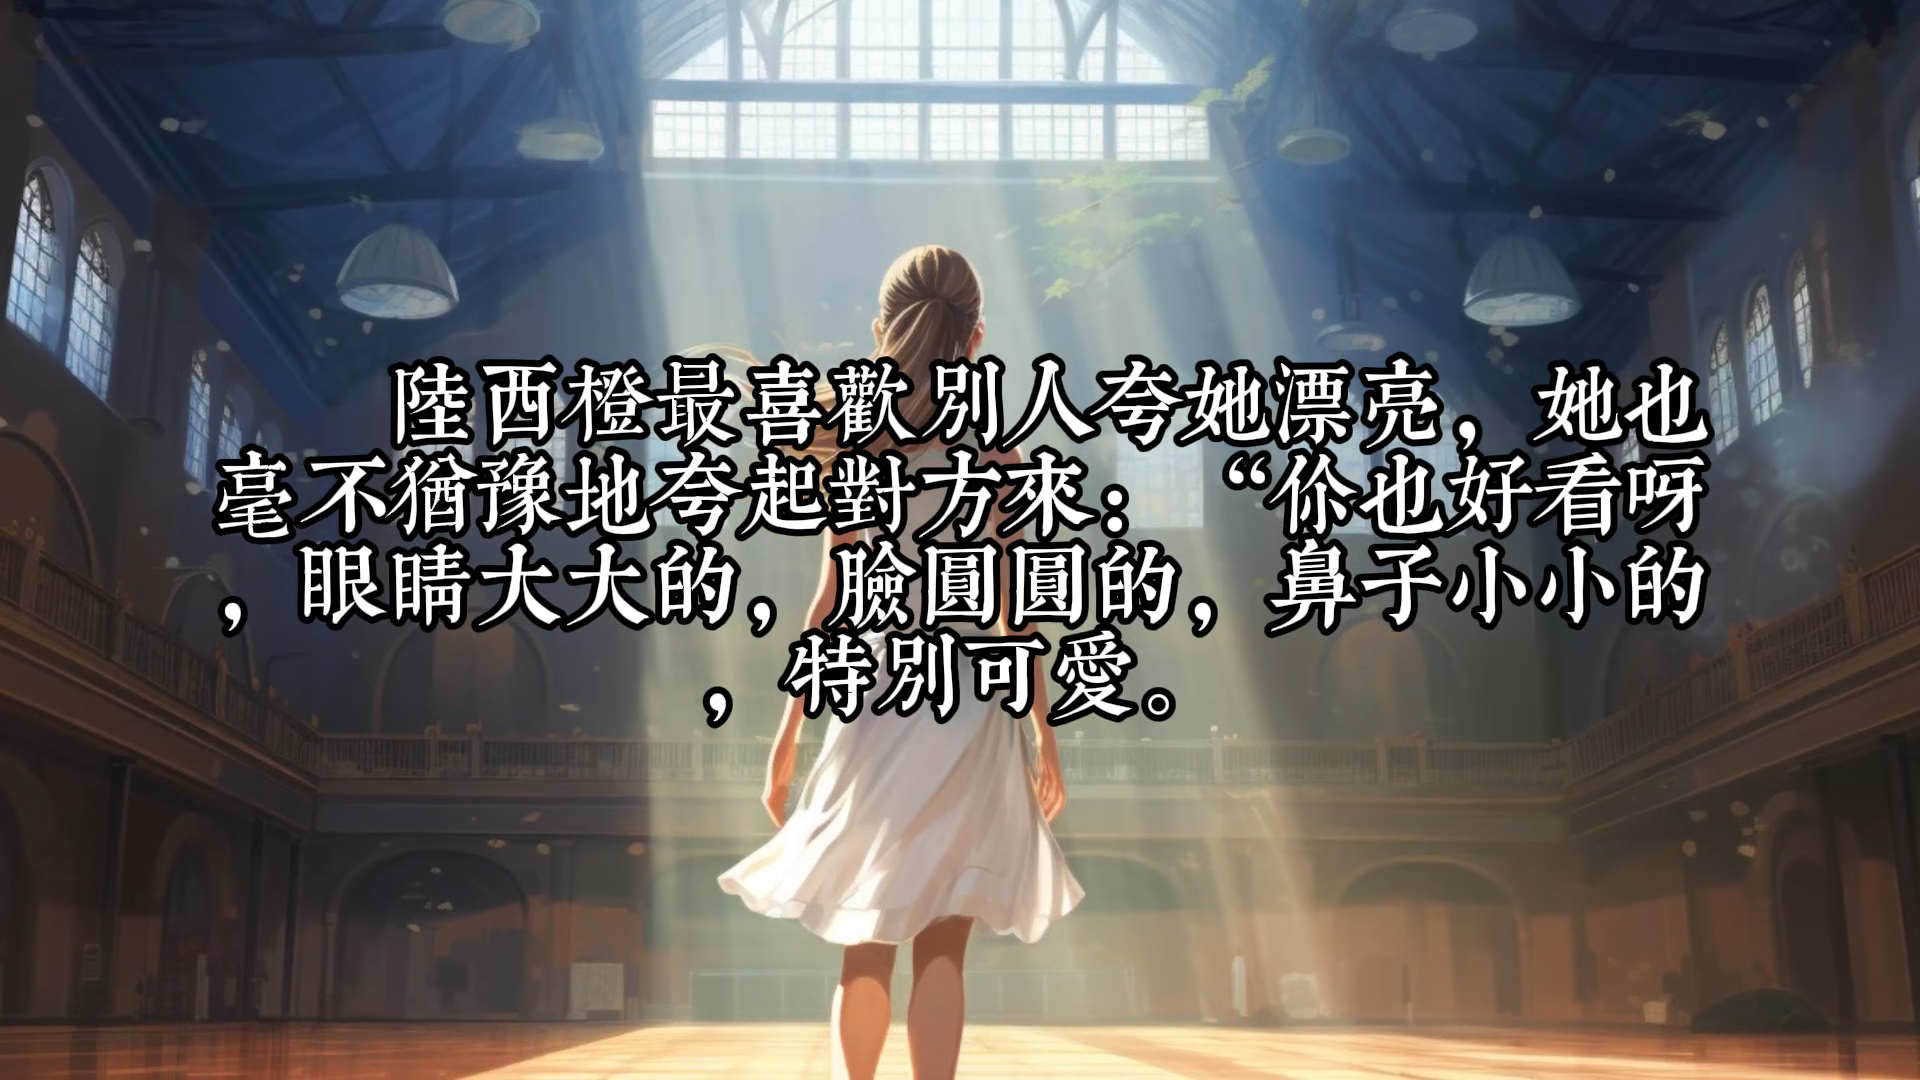 陸西橙最喜歡別人夸她漂亮，她也
毫不猶豫地夸起對方來：“你也好看呀
，眼睛大大的，臉圓圓的，鼻子小小的
，特別可愛。